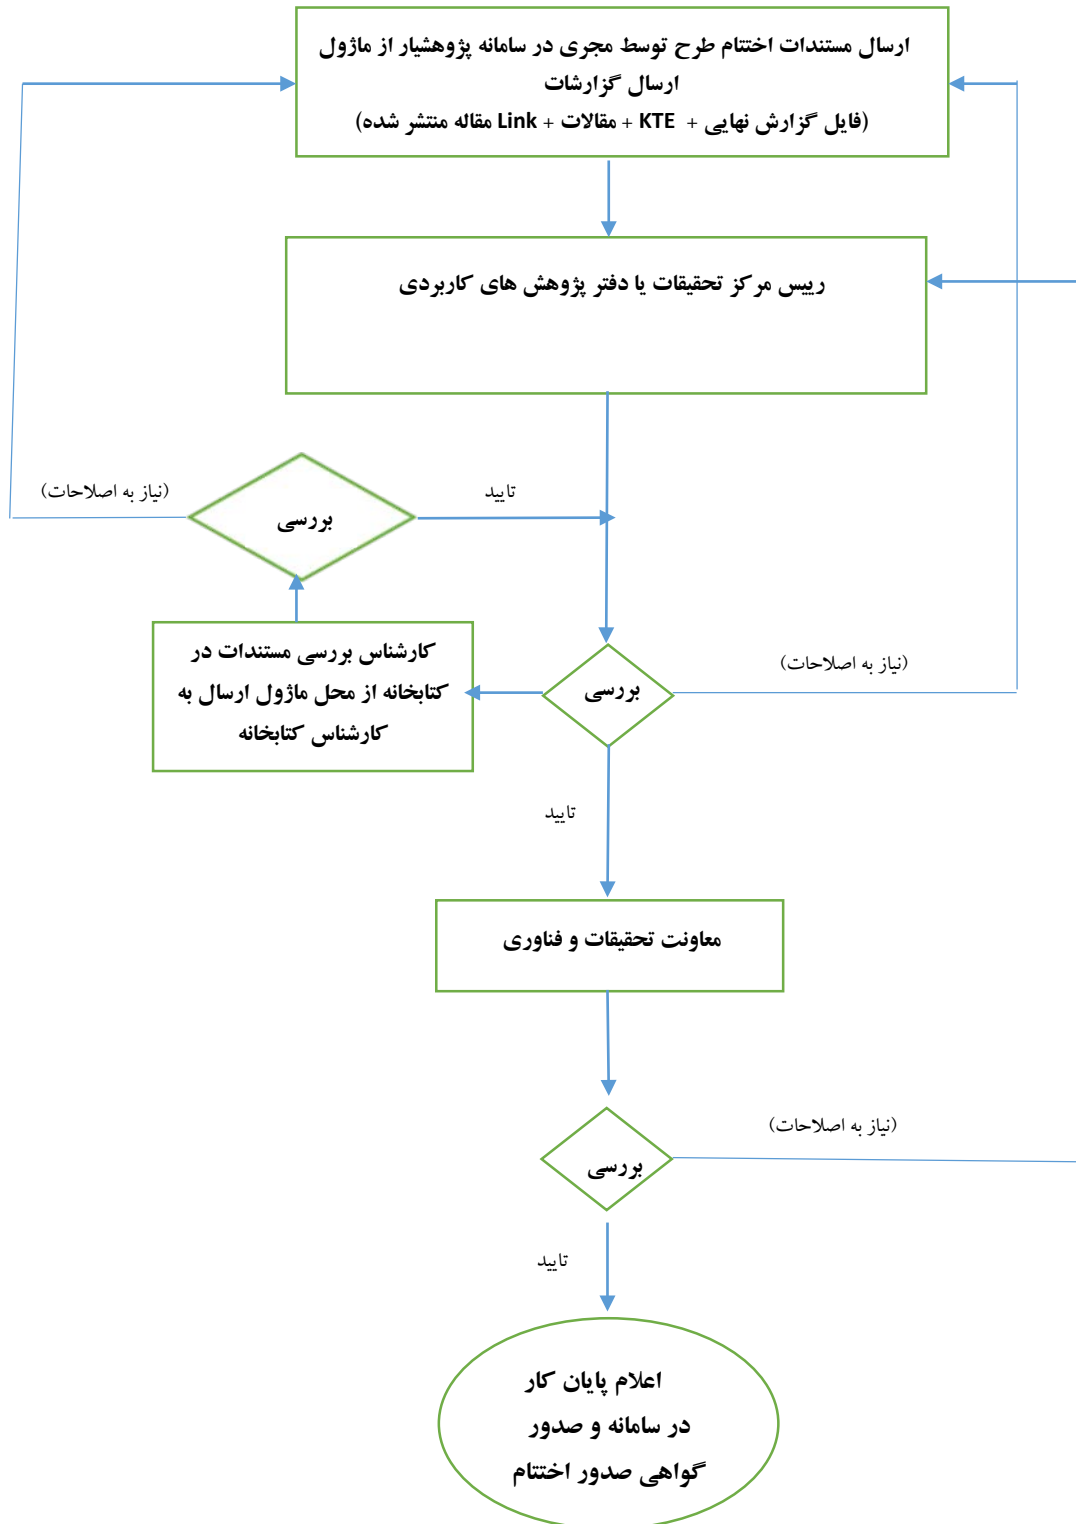 ارسال مستندات اختتام طرح توسط مجری در سامانه پژوهشیار از ماژول
ارسال گزارشات
(فایل گزارش نهایی + KTE + مقالات + Link مقاله منتشر شده)
رییس مرکز تحقیقات یا دفتر پژوهش های کاربردی
(نیاز به اصلاحات)
بررسی
تایید
کارشناس بررسی مستندات در
کتابخانه از محل ماژول ارسال به
کارشناس کتابخانه
بررسی
(نیاز به اصلاحات)
تایید
معاونت تحقیقات و فناوری
(نیاز به اصلاحات)
بررسی
تایید
اعلام پایان کار
در سامانه و صدور
گواهی صدور اختتام